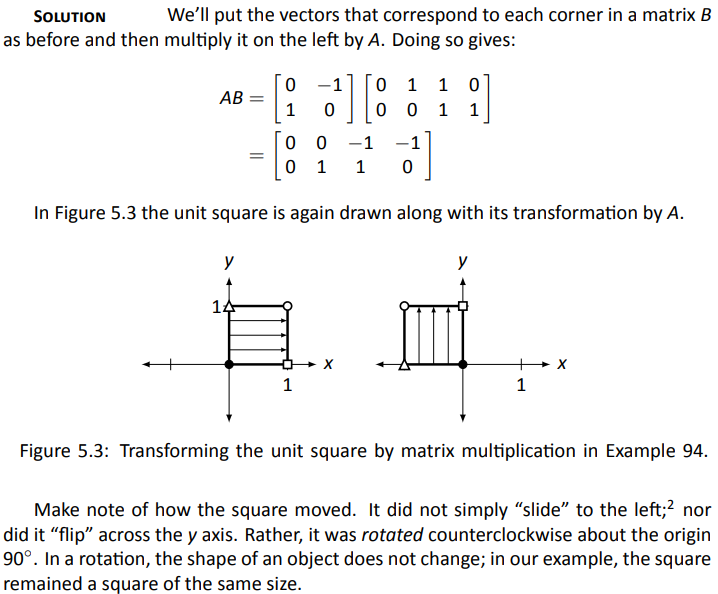 SOLUTION We’ll put the vectors that correspond to each corner in a matrix B
as before and then multiply it on the left by A. Doing so gives:
AB = [ 0 −1 ; 1 0 ] [ 0 1 1 0 ; 0 0 1 1 ]
= [ 0 0 −1 −1 ; 0 1 1 0 ]
In Figure 5.3 the unit square is again drawn along with its transformation by A.
y y
1
x x
1 1
Figure 5.3: Transforming the unit square by matrix multiplication in Example 94.
Make note of how the square moved. It did not simply “slide” to the left;² nor
did it “flip” across the y axis. Rather, it was rotated counterclockwise about the origin
90°. In a rotation, the shape of an object does not change; in our example, the square
remained a square of the same size.